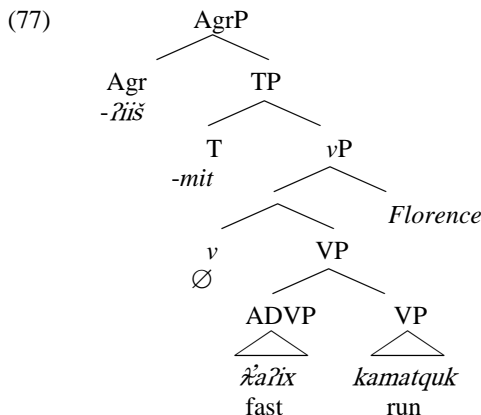 (77) AgrP
Agr TP
-ʔiiš
T vP
-mit
Florence
v VP
∅
ADVP VP
ƛ̓aʔix kamatquk
fast run